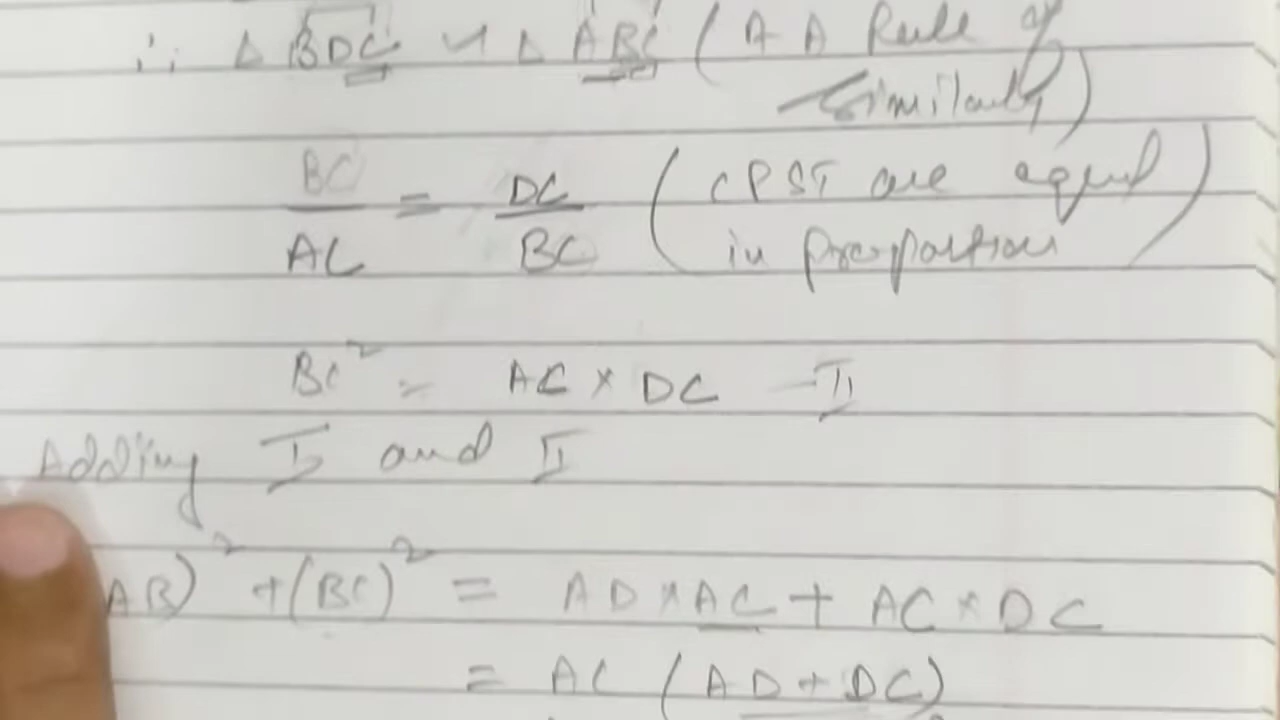 ∴ Δ BDC ~ Δ ABC ( A A Rule of
Similarity )
BC/AC = DC/BC ( CPST are equal
in proportion )
BC² = AC × DC - II
Adding I and II
AB)² + (BC)² = AD × AC + AC × DC
= AC ( AD + DC )